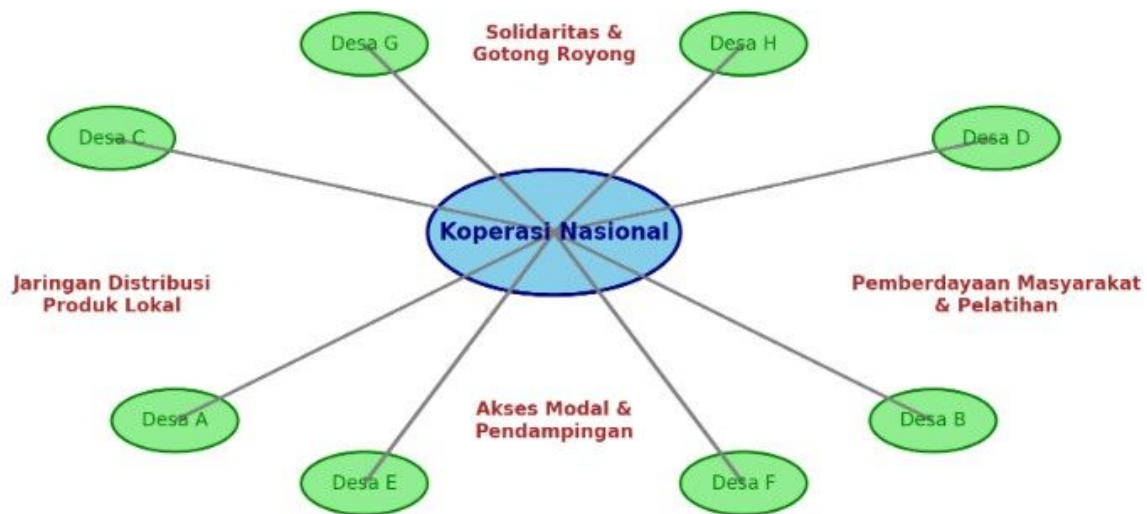 Solidaritas &
Gotong Royong
Desa G
Desa H
Desa C
Desa D
Koperasi Nasional
Jaringan Distribusi
Produk Lokal
Pemberdayaan Masyarakat
& Pelatihan
Akses Modal &
Pendampingan
Desa A
Desa B
Desa E
Desa F